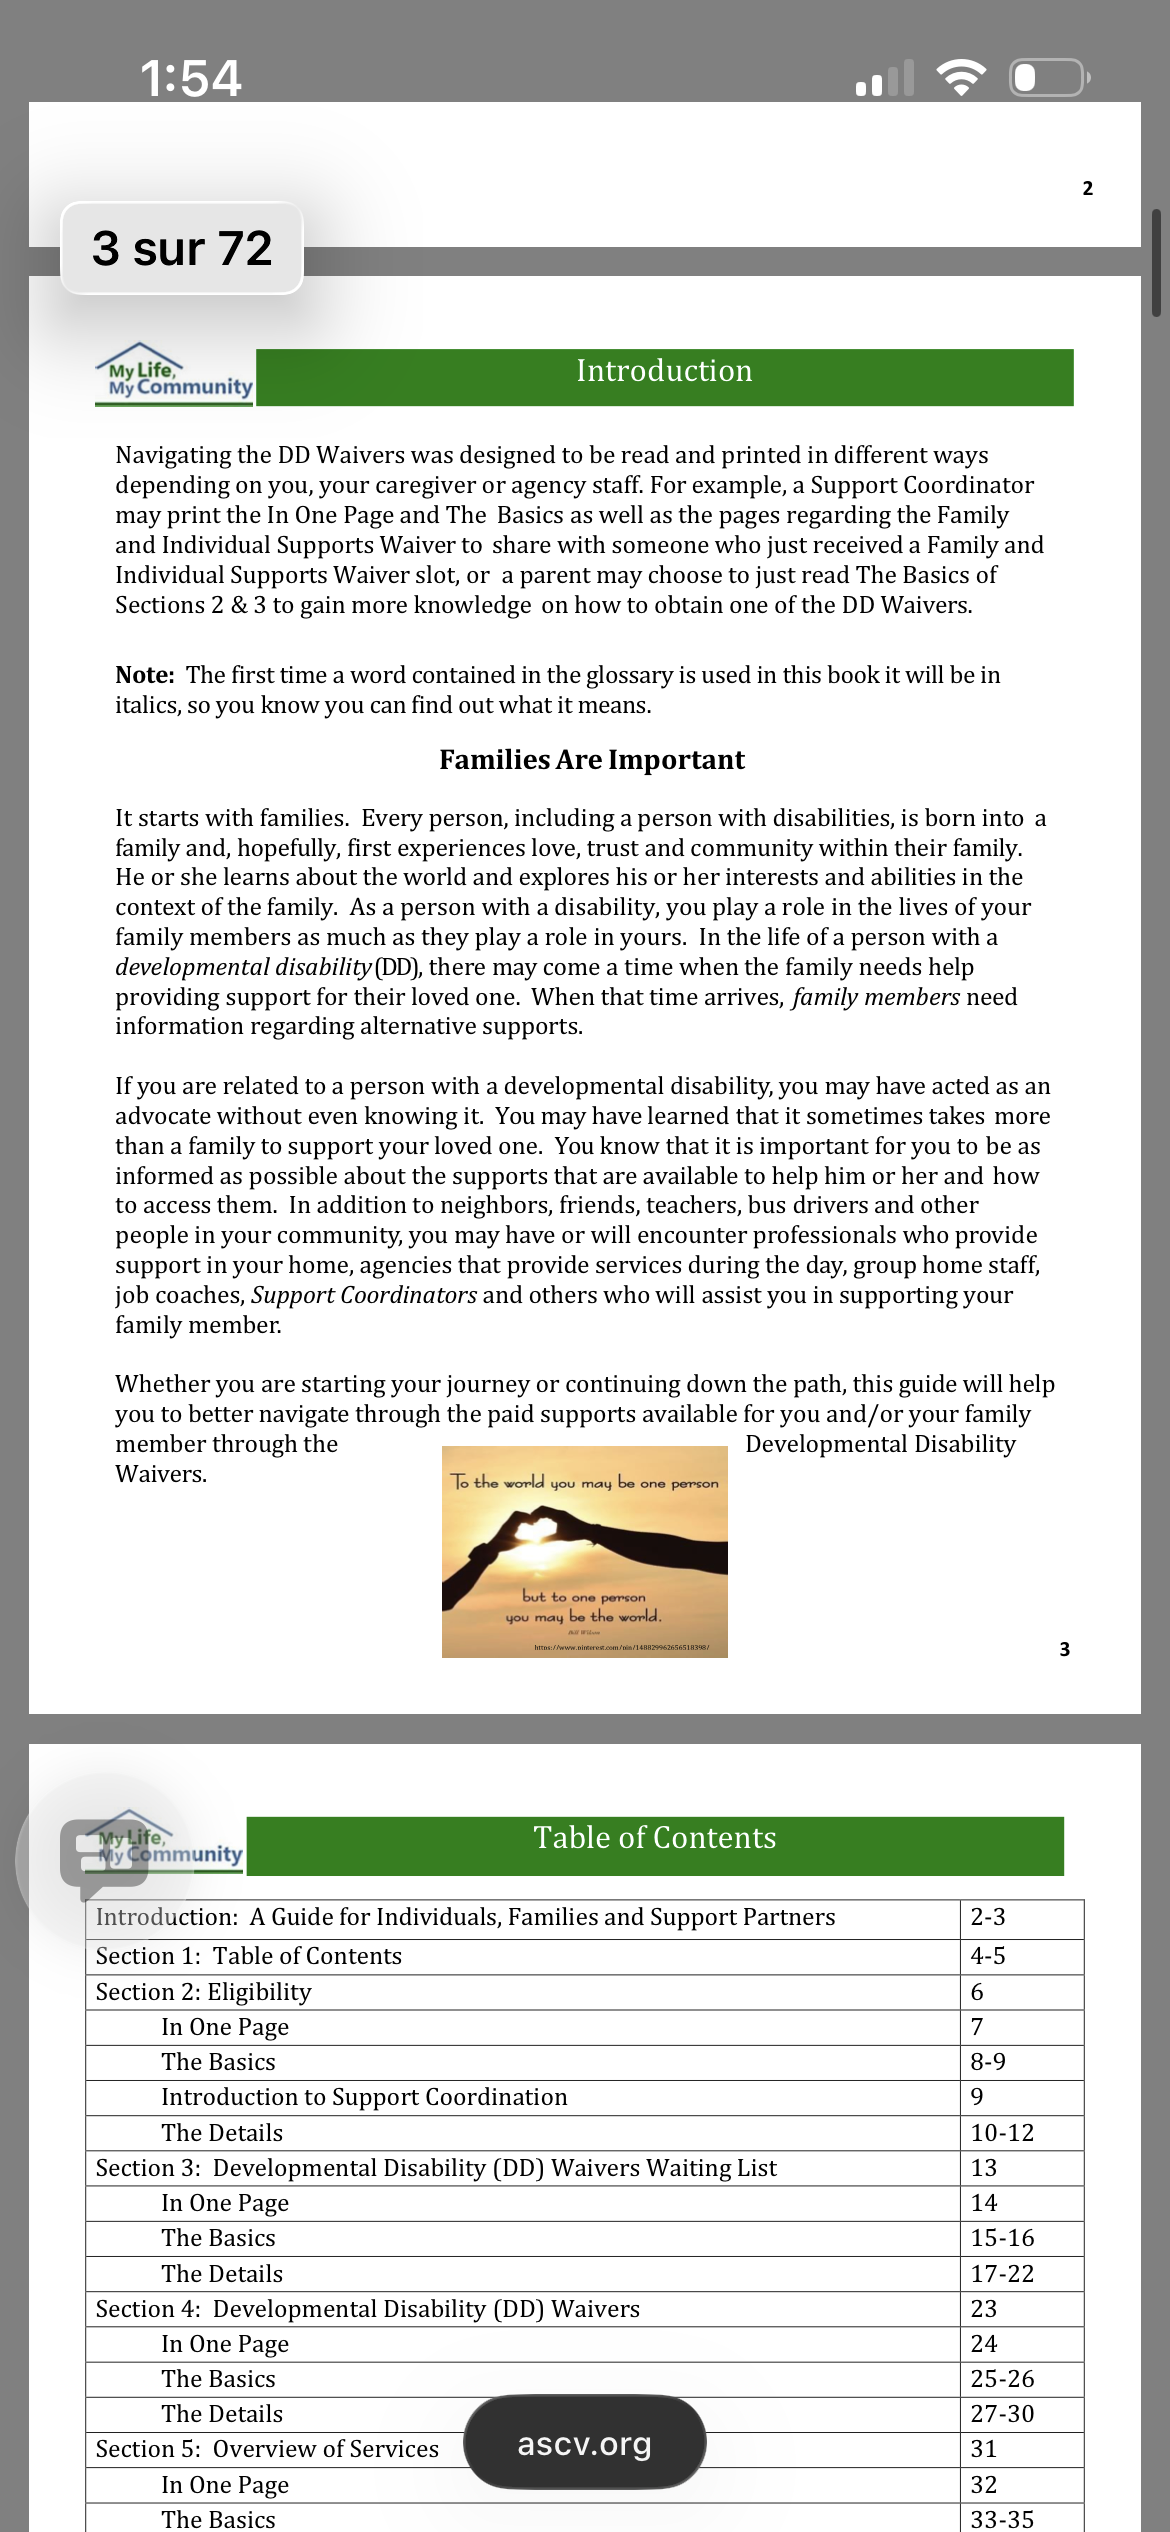 1:54
2
3 sur 72
My Life,
My Community
Introduction
Navigating the DD Waivers was designed to be read and printed in different ways
depending on you, your caregiver or agency staff. For example, a Support Coordinator
may print the In One Page and The Basics as well as the pages regarding the Family
and Individual Supports Waiver to share with someone who just received a Family and
Individual Supports Waiver slot, or a parent may choose to just read The Basics of
Sections 2 & 3 to gain more knowledge on how to obtain one of the DD Waivers.
Note: The first time a word contained in the glossary is used in this book it will be in
italics, so you know you can find out what it means.
Families Are Important
It starts with families. Every person, including a person with disabilities, is born into a
family and, hopefully, first experiences love, trust and community within their family.
He or she learns about the world and explores his or her interests and abilities in the
context of the family. As a person with a disability, you play a role in the lives of your
family members as much as they play a role in yours. In the life of a person with a
developmental disability (DD), there may come a time when the family needs help
providing support for their loved one. When that time arrives, family members need
information regarding alternative supports.
If you are related to a person with a developmental disability, you may have acted as an
advocate without even knowing it. You may have learned that it sometimes takes more
than a family to support your loved one. You know that it is important for you to be as
informed as possible about the supports that are available to help him or her and how
to access them. In addition to neighbors, friends, teachers, bus drivers and other
people in your community, you may have or will encounter professionals who provide
support in your home, agencies that provide services during the day, group home staff,
job coaches, Support Coordinators and others who will assist you in supporting your
family member.
Whether you are starting your journey or continuing down the path, this guide will help
you to better navigate through the paid supports available for you and/or your family
member through the Developmental Disability
Waivers.
To the world you may be one person
but to one person
you may be the world.
Bill Wilson
3
My Life,
My Community
Table of Contents
Introduction: A Guide for Individuals, Families and Support Partners 2-3
Section 1: Table of Contents 4-5
Section 2: Eligibility 6
In One Page 7
The Basics 8-9
Introduction to Support Coordination 9
The Details 10-12
Section 3: Developmental Disability (DD) Waivers Waiting List 13
In One Page 14
The Basics 15-16
The Details 17-22
Section 4: Developmental Disability (DD) Waivers 23
In One Page 24
The Basics 25-26
The Details 27-30
Section 5: Overview of Services 31
In One Page 32
The Basics 33-35
ascv.org